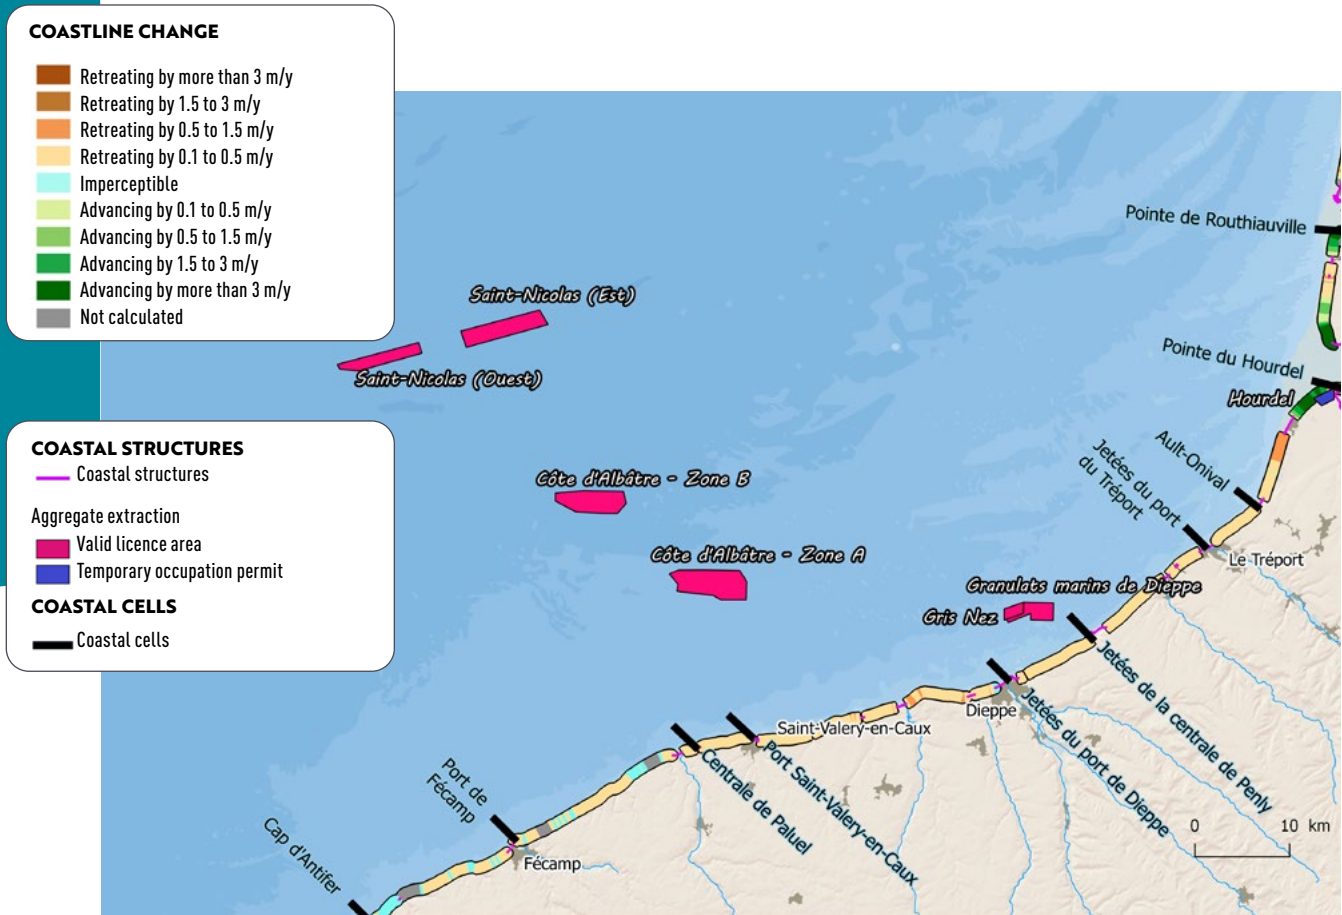 COASTLINE CHANGE
Retreating by more than 3 m/y
Retreating by 1.5 to 3 m/y
Retreating by 0.5 to 1.5 m/y
Retreating by 0.1 to 0.5 m/y
Imperceptible
Advancing by 0.1 to 0.5 m/y
Advancing by 0.5 to 1.5 m/y
Advancing by 1.5 to 3 m/y
Advancing by more than 3 m/y
Not calculated
COASTAL STRUCTURES
Coastal structures
Aggregate extraction
Valid licence area
Temporary occupation permit
COASTAL CELLS
Coastal cells
Pointe de Routhiauville
Saint-Nicolas (Est)
Saint-Nicolas (Ouest)
Pointe du Hourdel
Hourdel
Ault-Onival
Jetées du port
du Tréport
Côte d'Albâtre - Zone B
Côte d'Albâtre - Zone A
Le Tréport
Granulats marins de Dieppe
Gris Nez
Jetées de la centrale de Penly
Dieppe
Jetées du port de Dieppe
Saint-Valery-en-Caux
Port Saint-Valery-en-Caux
Centrale de Paluel
Port de
Fécamp
Fécamp
Cap d'Antifer
0 10 km